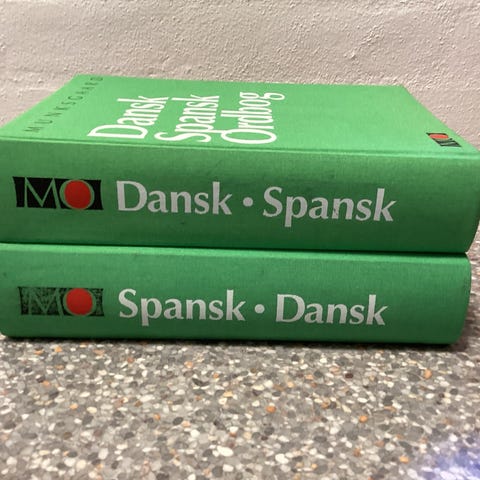 MUNKSGAARD
Dansk
Spansk
Ordbog
MO
MO Dansk • Spansk
MO Spansk • Dansk